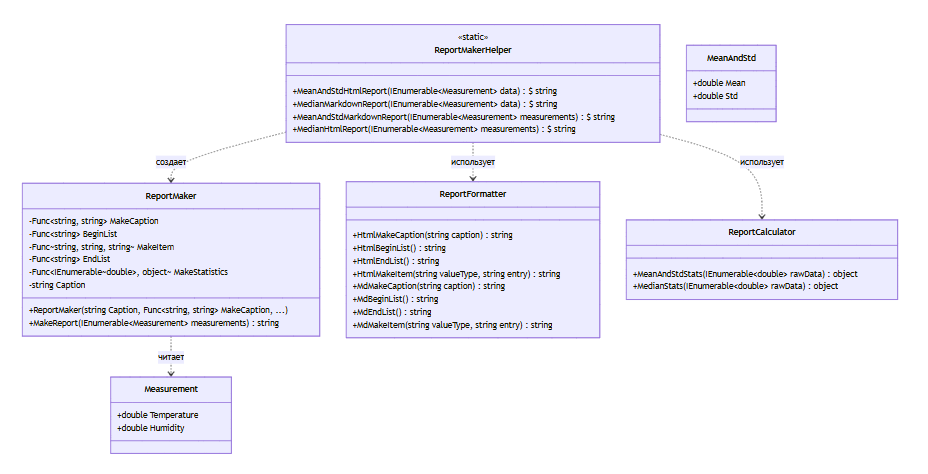 «static»
ReportMakerHelper
+MeanAndStdHtmlReport(IEnumerable<Measurement> data) : $ string
+MedianMarkdownReport(IEnumerable<Measurement> data) : $ string
+MeanAndStdMarkdownReport(IEnumerable<Measurement> measurements) : $ string
+MedianHtmlReport(IEnumerable<Measurement> measurements) : $ string
MeanAndStd
+double Mean
+double Std
создает
использует
использует
ReportMaker
-Func<string, string> MakeCaption
-Func<string> BeginList
-Func~string, string, string~ MakeItem
-Func<string> EndList
-Func<IEnumerable~double>, object~ MakeStatistics
-string Caption
+ReportMaker(string Caption, Func<string, string> MakeCaption, ...)
+MakeReport(IEnumerable<Measurement> measurements) : string
ReportFormatter
+HtmlMakeCaption(string caption) : string
+HtmlBeginList() : string
+HtmlEndList() : string
+HtmlMakeItem(string valueType, string entry) : string
+MdMakeCaption(string caption) : string
+MdBeginList() : string
+MdEndList() : string
+MdMakeItem(string valueType, string entry) : string
ReportCalculator
+MeanAndStdStats(IEnumerable<double> rawData) : object
+MedianStats(IEnumerable<double> rawData) : object
читает
Measurement
+double Temperature
+double Humidity